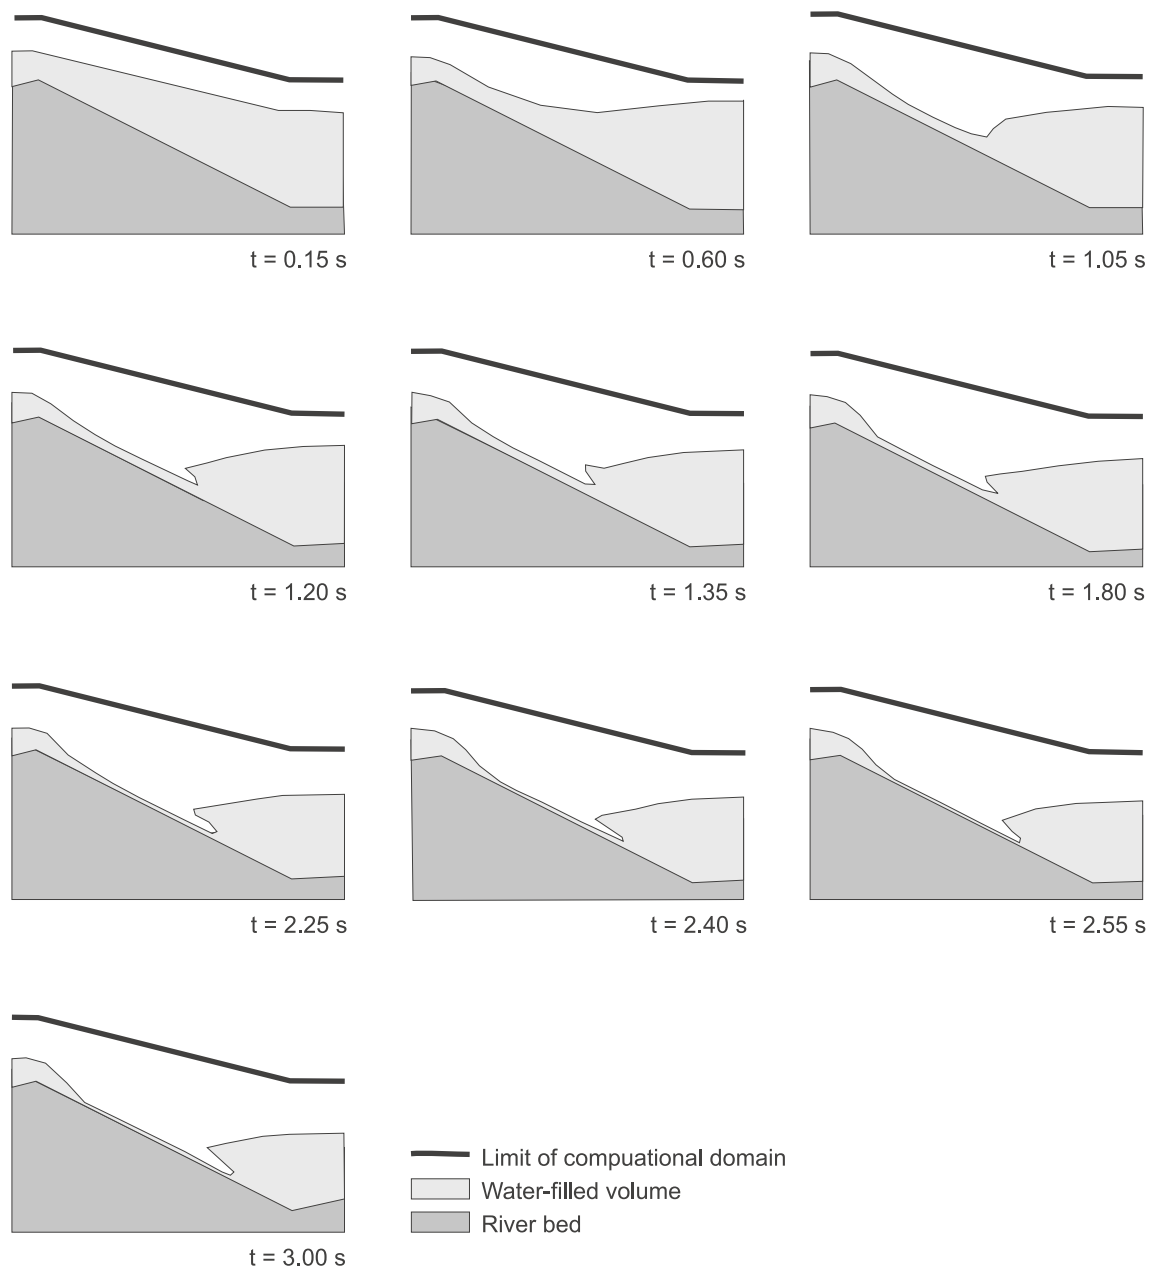 t = 0.15 s
t = 0.60 s
t = 1.05 s
t = 1.20 s
t = 1.35 s
t = 1.80 s
t = 2.25 s
t = 2.40 s
t = 2.55 s
t = 3.00 s
Limit of compuational domain
Water-filled volume
River bed